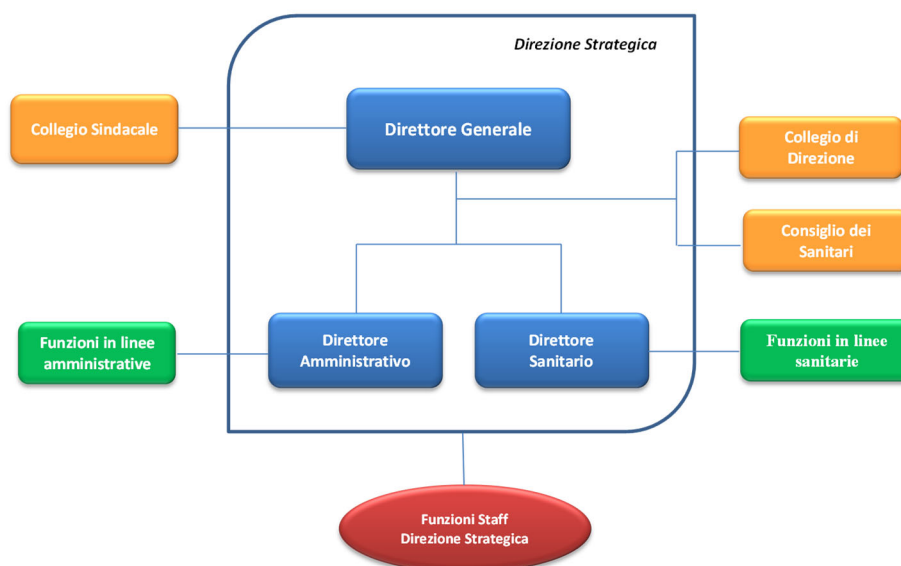 Direzione Strategica
Collegio Sindacale
Direttore Generale
Collegio di
Direzione
Consiglio dei
Sanitari
Funzioni in linee
amministrative
Direttore
Amministrativo
Direttore
Sanitario
Funzioni in linee
sanitarie
Funzioni Staff
Direzione Strategica